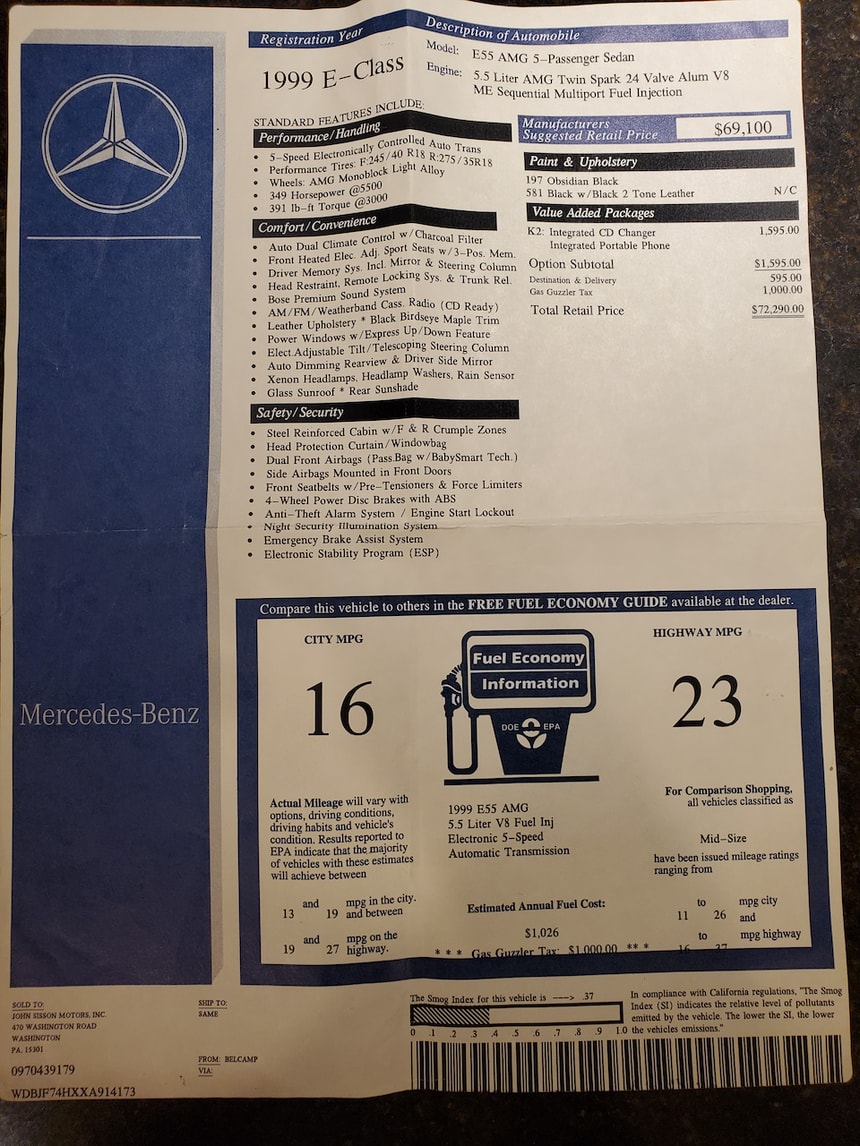 Registration Year
Description of Automobile
1999 E-Class
Model: E55 AMG 5-Passenger Sedan
Engine: 5.5 Liter AMG Twin Spark 24 Valve Alum V8
ME Sequential Multiport Fuel Injection
STANDARD FEATURES INCLUDE:
Performance/Handling
• 5-Speed Electronically Controlled Auto Trans
• Performance Tires: F:245/40 R18 R:275/35R18
• Wheels: AMG Monoblock Light Alloy
• 349 Horsepower @5500
• 391 lb-ft Torque @3000
Comfort/Convenience
• Auto Dual Climate Control w/Charcoal Filter
• Front Heated Elec. Adj. Sport Seats w/3-Pos. Mem.
• Driver Memory Sys. Incl. Mirror & Steering Column
• Head Restraint, Remote Locking Sys. & Trunk Rel.
• Bose Premium Sound System
• AM/FM/Weatherband Cass. Radio (CD Ready)
• Leather Upholstery * Black Birdseye Maple Trim
• Power Windows w/Express Up/Down Feature
• Elect.Adjustable Tilt/Telescoping Steering Column
• Auto Dimming Rearview & Driver Side Mirror
• Xenon Headlamps, Headlamp Washers, Rain Sensor
• Glass Sunroof * Rear Sunshade
Safety/Security
• Steel Reinforced Cabin w/F & R Crumple Zones
• Head Protection Curtain/Windowbag
• Dual Front Airbags (Pass.Bag w/BabySmart Tech.)
• Side Airbags Mounted in Front Doors
• Front Seatbelts w/Pre-Tensioners & Force Limiters
• 4-Wheel Power Disc Brakes with ABS
• Anti-Theft Alarm System / Engine Start Lockout
• Night Security Illumination System
• Emergency Brake Assist System
• Electronic Stability Program (ESP)
Manufacturers
Suggested Retail Price $69,100
Paint & Upholstery
197 Obsidian Black
581 Black w/Black 2 Tone Leather N/C
Value Added Packages
K2: Integrated CD Changer 1,595.00
Integrated Portable Phone
Option Subtotal $1,595.00
Destination & Delivery 595.00
Gas Guzzler Tax 1,000.00
Total Retail Price $72,290.00
Mercedes-Benz
Compare this vehicle to others in the FREE FUEL ECONOMY GUIDE available at the dealer.
CITY MPG
16
Fuel Economy
Information
DOE EPA
HIGHWAY MPG
23
Actual Mileage will vary with
options, driving conditions,
driving habits and vehicle's
condition. Results reported to
EPA indicate that the majority
of vehicles with these estimates
will achieve between
13 and 19 mpg in the city.
and between
19 and 27 mpg on the
highway.
1999 E55 AMG
5.5 Liter V8 Fuel Inj
Electronic 5-Speed
Automatic Transmission
Estimated Annual Fuel Cost:
$1,026
* * * Gas Guzzler Tax: $1,000.00 ** *
For Comparison Shopping,
all vehicles classified as
Mid-Size
have been issued mileage ratings
ranging from
11 to 26 mpg city
and
16 to 37 mpg highway
SOLD TO:
JOHN SISSON MOTORS, INC.
470 WASHINGTON ROAD
WASHINGTON
PA. 15301
0970439179
WDBJF74HXXA914173
SHIP TO:
SAME
FROM: BELCAMP
VIA:
The Smog Index for this vehicle is ---> .37
0 .1 .2 .3 .4 .5 .6 .7 .8 .9 1.0
In compliance with California regulations, "The Smog
Index (SI) indicates the relative level of pollutants
emitted by the vehicle. The lower the SI, the lower
the vehicles emissions."